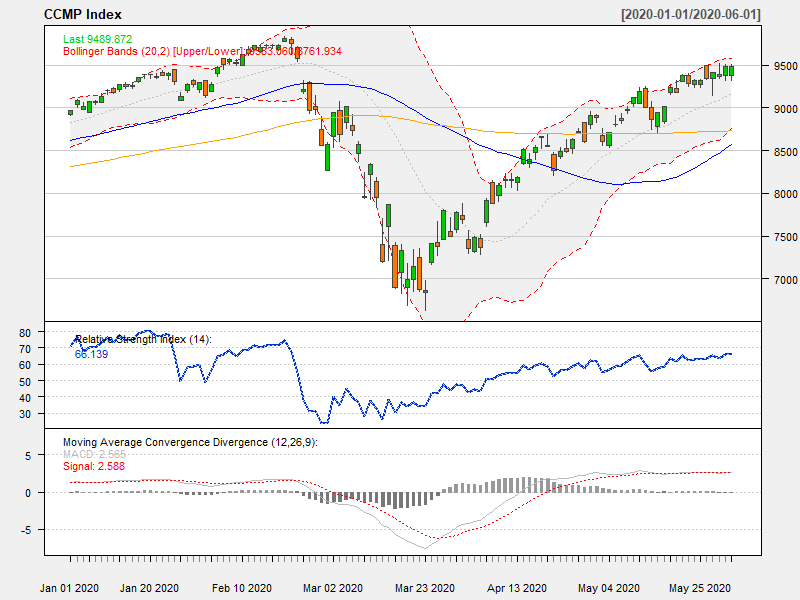 CCMP Index [2020-01-01/2020-06-01]
Last 9489.872
Bollinger Bands (20,2) [Upper/Lower]: 9583.060/8761.934
9500
9000
8500
8000
7500
7000
Relative Strength Index (14):
66.139
80
70
60
50
40
30
Moving Average Convergence Divergence (12,26,9):
MACD: 2.565
Signal: 2.588
5
0
-5
Jan 01 2020 Jan 20 2020 Feb 10 2020 Mar 02 2020 Mar 23 2020 Apr 13 2020 May 04 2020 May 25 2020